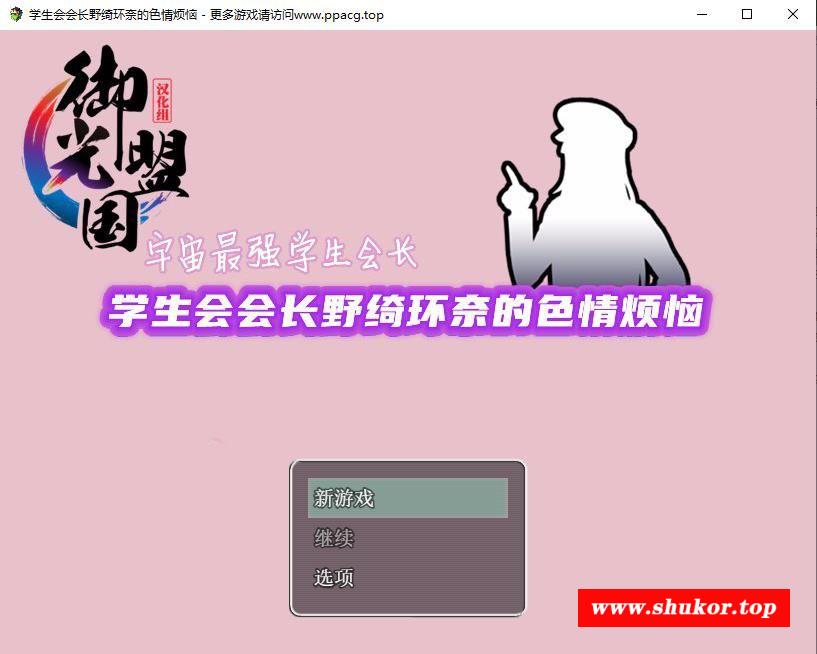 学生会会长野绮环奈的色情烦恼 - 更多游戏请访问www.ppacg.top
御光盟国
汉化组
宇宙最强学生会长
学生会会长野绮环奈的色情烦恼
新游戏
继续
选项
www.shukor.top